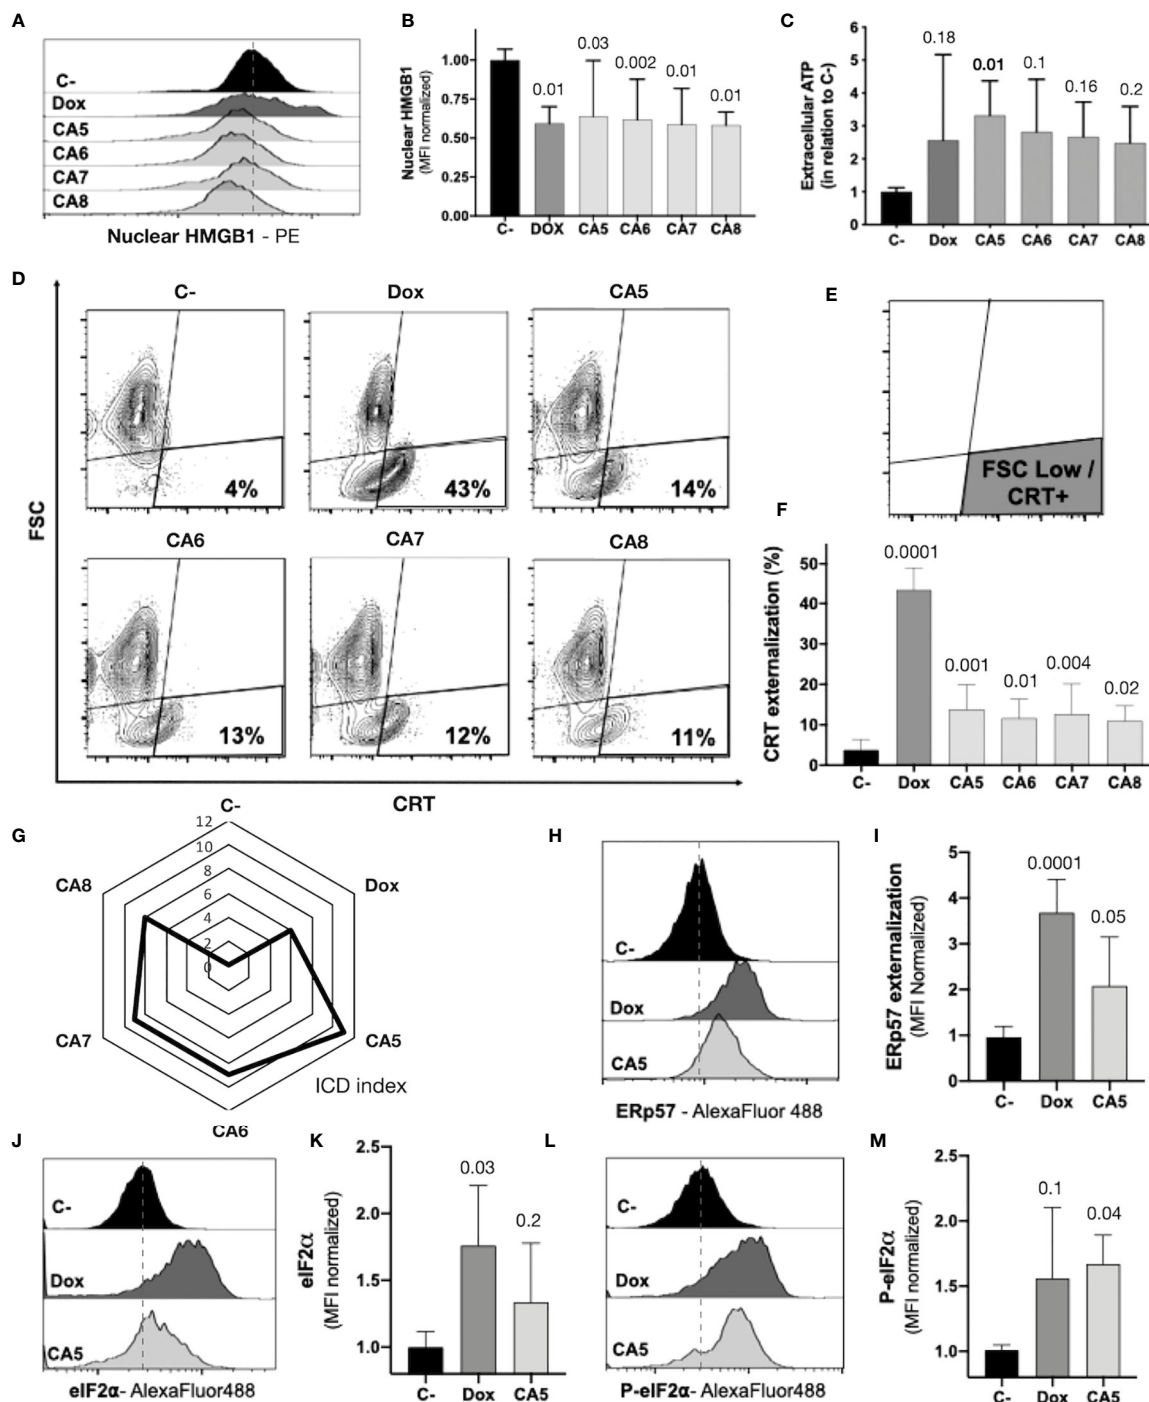 A
C-
Dox
CA5
CA6
CA7
CA8
Nuclear HMGB1 - PE
B
Nuclear HMGB1
(MFI normalized)
1.00
0.75
0.50
0.25
0.00
0.01
0.03
0.002
0.01
0.01
C- DOX CA5 CA6 CA7 CA8
C
Extracellular ATP
(in relation to C-)
6
5
4
3
2
1
0
0.18
0.01
0.1
0.16
0.2
C- Dox CA5 CA6 CA7 CA8
D
FSC
C- Dox CA5
4% 43% 14%
CA6 CA7 CA8
13% 12% 11%
CRT
E
FSC Low /
CRT+
F
CRT externalization (%)
50
40
30
20
10
0
0.0001
0.001
0.01
0.004
0.02
C- Dox CA5 CA6 CA7 CA8
G
C-
12
10
8
6
4
2
0
CA8
Dox
CA7
CA5
ICD index
CA6
H
C-
Dox
CA5
ERp57 - AlexaFluor 488
I
ERp57 externalization
(MFI Normalized)
5
4
3
2
1
0
0.0001
0.05
C- Dox CA5
J
C-
Dox
CA5
eIF2α- AlexaFluor488
K
eIF2α
(MFI normalized)
2.5
2.0
1.5
1.0
0.03
0.2
C- Dox CA5
L
C-
Dox
CA5
P-eIF2α- AlexaFluor488
M
P-eIF2α
(MFI normalized)
2.5
2.0
1.5
1.0
0.1
0.04
C- Dox CA5